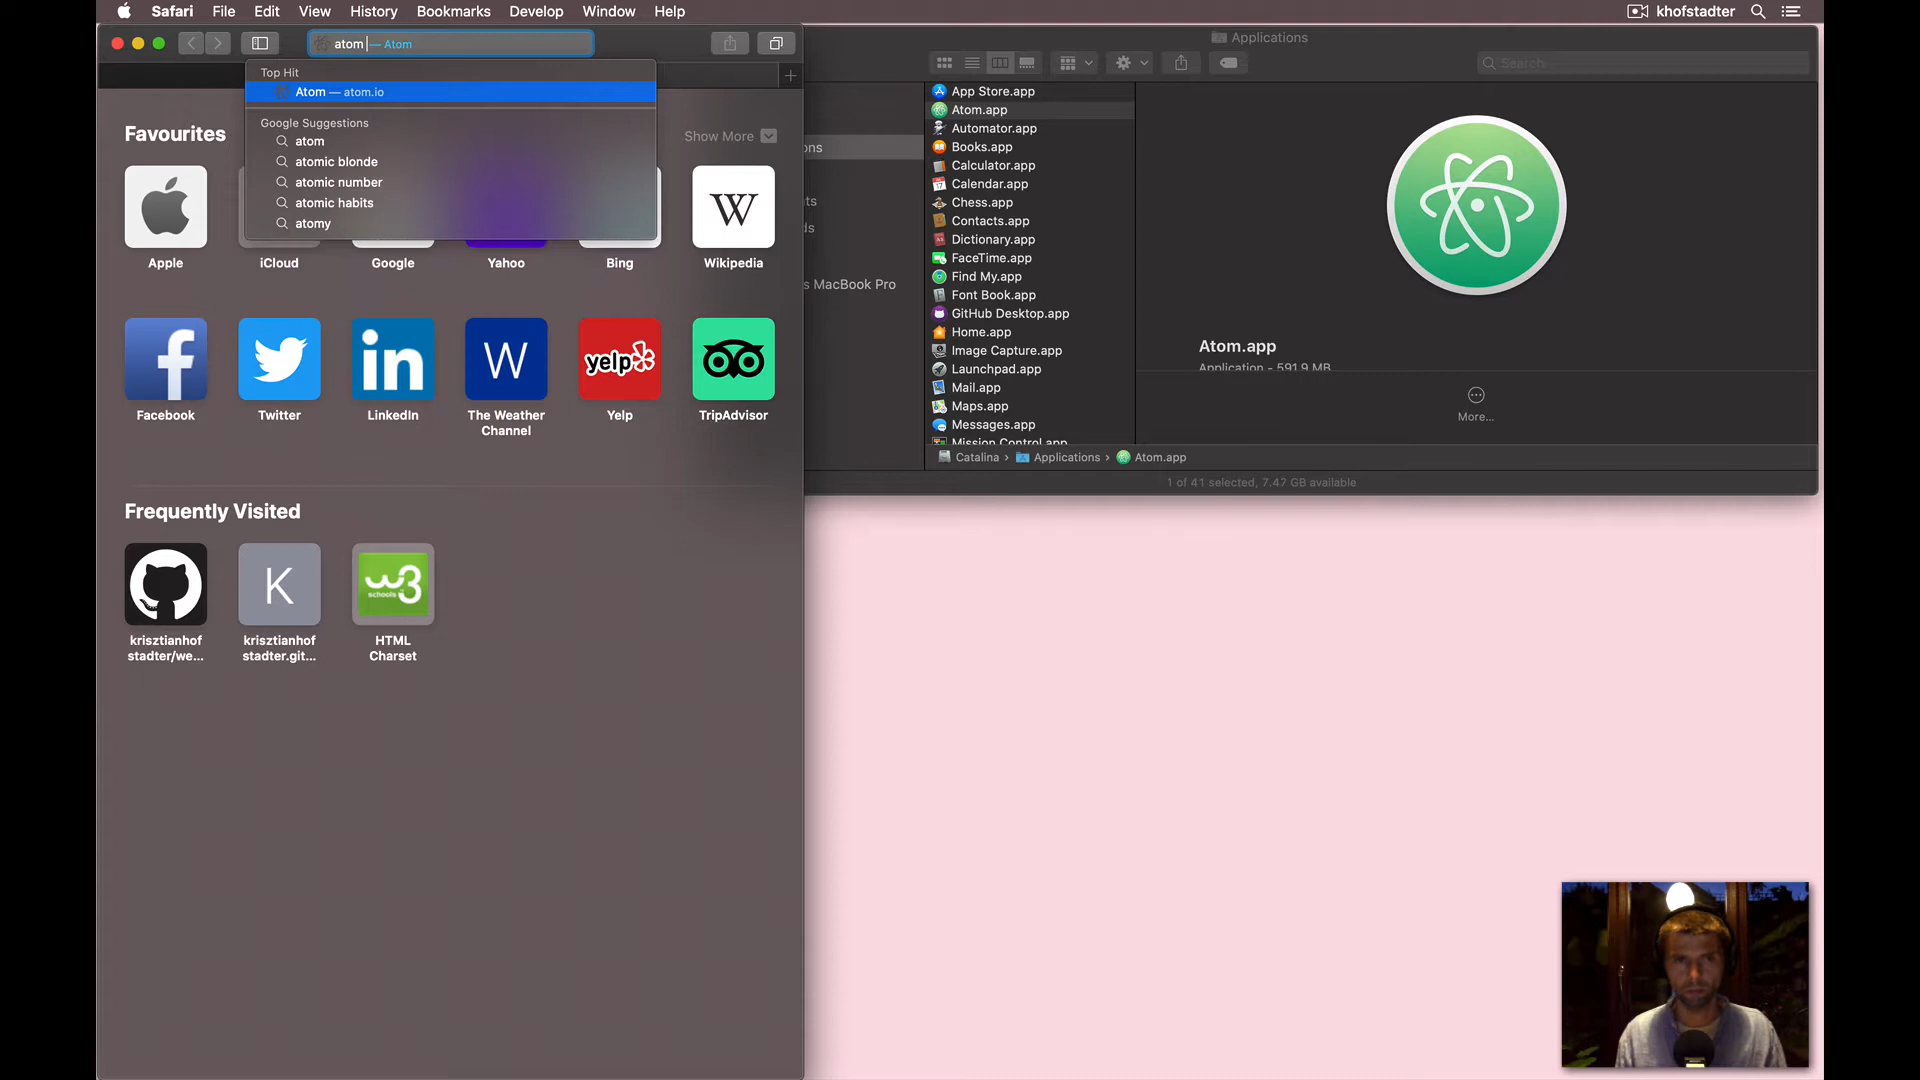 Safari File Edit View History Bookmarks Develop Window Help
khofstadter
atom — Atom
Top Hit
Atom — atom.io
Google Suggestions
atom
atomic blonde
atomic number
atomic habits
atomy
Favourites
Show More
Apple
iCloud
Google
Yahoo
Bing
W
Wikipedia
f
Facebook
Twitter
in
LinkedIn
W
The Weather
Channel
yelp
Yelp
TripAdvisor
Frequently Visited
krisztianhof
stadter/we...
K
krisztianhof
stadter.git...
w3
schools
HTML
Charset
Applications
Search
ons
ts
ds
s MacBook Pro
App Store.app
Atom.app
Automator.app
Books.app
Calculator.app
17
Calendar.app
Chess.app
Contacts.app
Dictionary.app
FaceTime.app
Find My.app
Font Book.app
GitHub Desktop.app
Home.app
Image Capture.app
Launchpad.app
Mail.app
Maps.app
Messages.app
Mission Control.app
Atom.app
Application - 591.9 MB
More...
Catalina › Applications › Atom.app
1 of 41 selected, 7.47 GB available